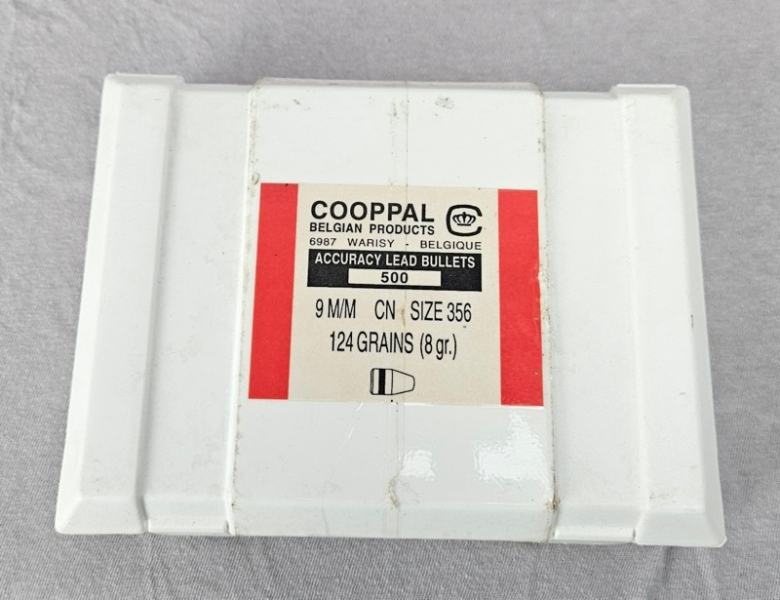 COOPPAL
BELGIAN PRODUCTS
6987 WARISY - BELGIQUE
ACCURACY LEAD BULLETS
500
9 M/M CN SIZE 356
124 GRAINS (8 gr.)